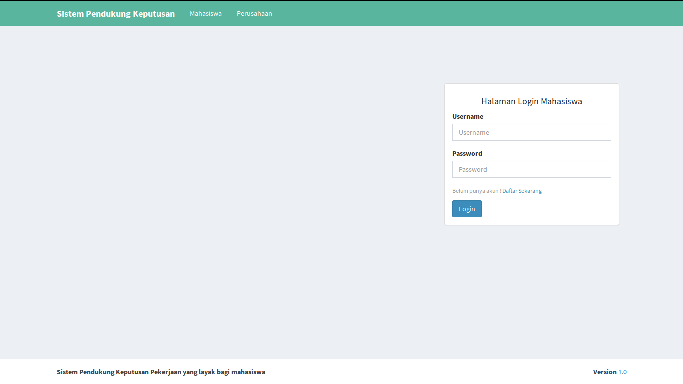 Sistem Pendukung Keputusan Mahasiswa Perusahaan
Halaman Login Mahasiswa
Username
Username
Password
Password
Belum punya akun? Daftar Sekarang
Login
Sistem Pendukung Keputusan Pekerjaan yang layak bagi mahasiswa Version 1.0